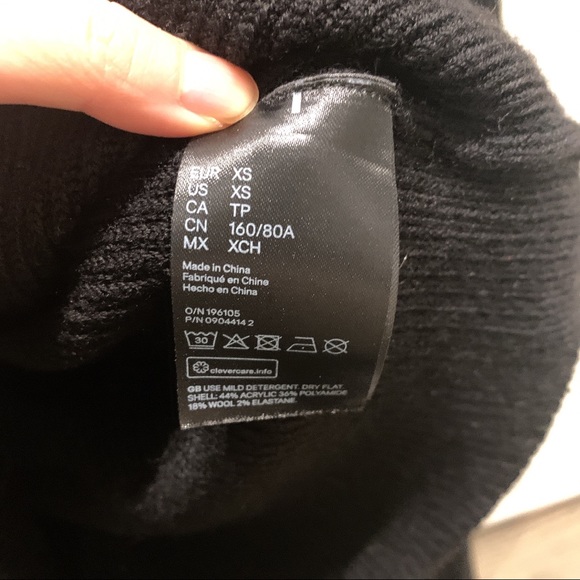 EUR XS
US XS
CA TP
CN 160/80A
MX XCH
Made in China
Fabriqué en Chine
Hecho en China
O/N 196105
P/N 0904414 2
30
clevercare.info
GB USE MILD DETERGENT. DRY FLAT.
SHELL: 44% ACRYLIC 36% POLYAMIDE
18% WOOL 2% ELASTANE.